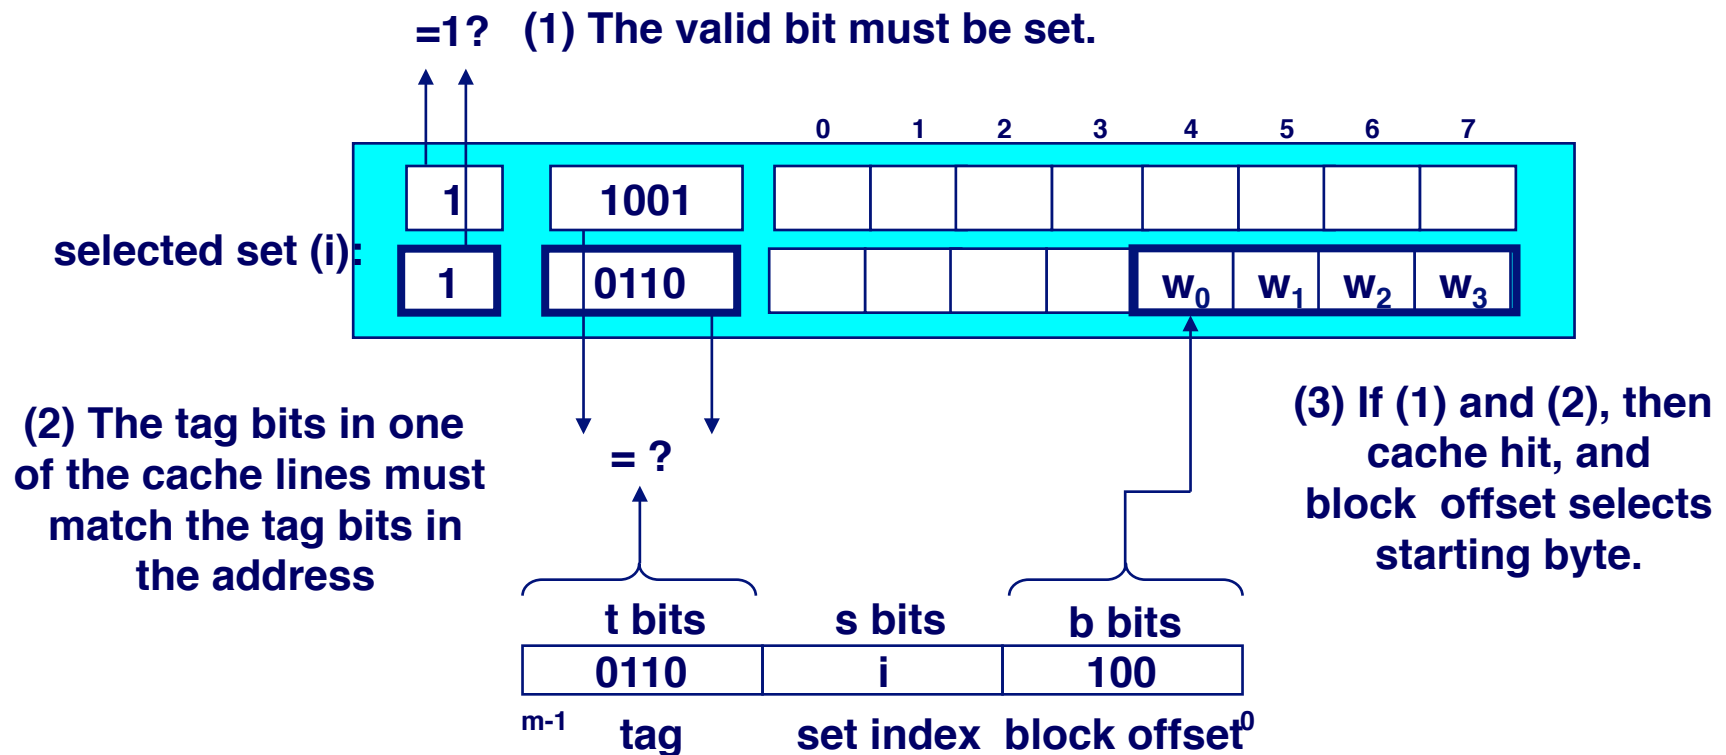 =1? (1) The valid bit must be set.
0 1 2 3 4 5 6 7
1 1001
selected set (i):
1 0110 w0 w1 w2 w3
(2) The tag bits in one
of the cache lines must
match the tag bits in
the address
= ?
(3) If (1) and (2), then
cache hit, and
block offset selects
starting byte.
t bits s bits b bits
0110 i 100
m-1 tag set index block offset 0